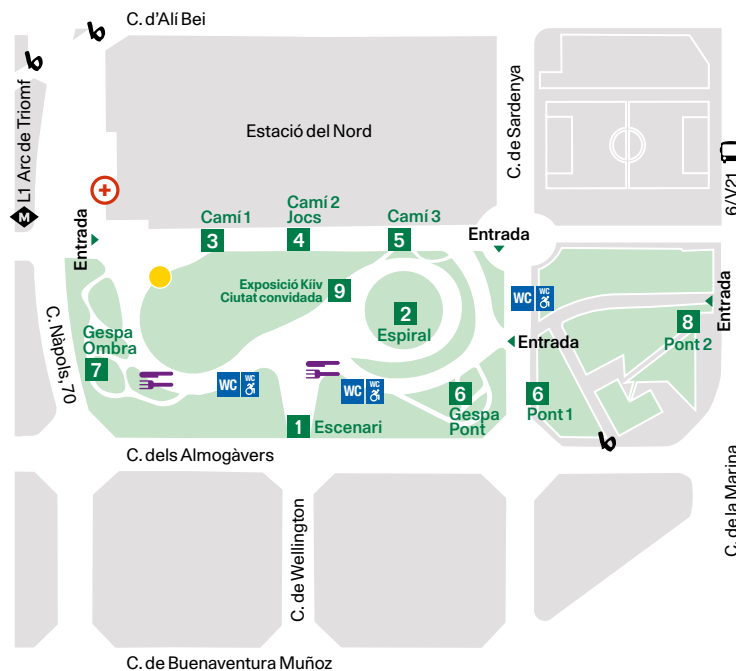 C. d'Alí Bei
L1 Arc de Triomf
M
Estació del Nord
C. de Sardenya
6/V21
Entrada
Camí 1
3
Camí 2
Jocs
4
Camí 3
5
Entrada
Exposició Kíiv
Ciutat convidada
9
2
Espiral
WC
WC
Entrada
8
Pont 2
Entrada
C. Nàpols, 70
Gespa
Ombra
7
WC
WC
WC
WC
6
Gespa
Pont
6
Pont 1
1
Escenari
C. dels Almogàvers
C. de la Marina
C. de Wellington
C. de Buenaventura Muñoz